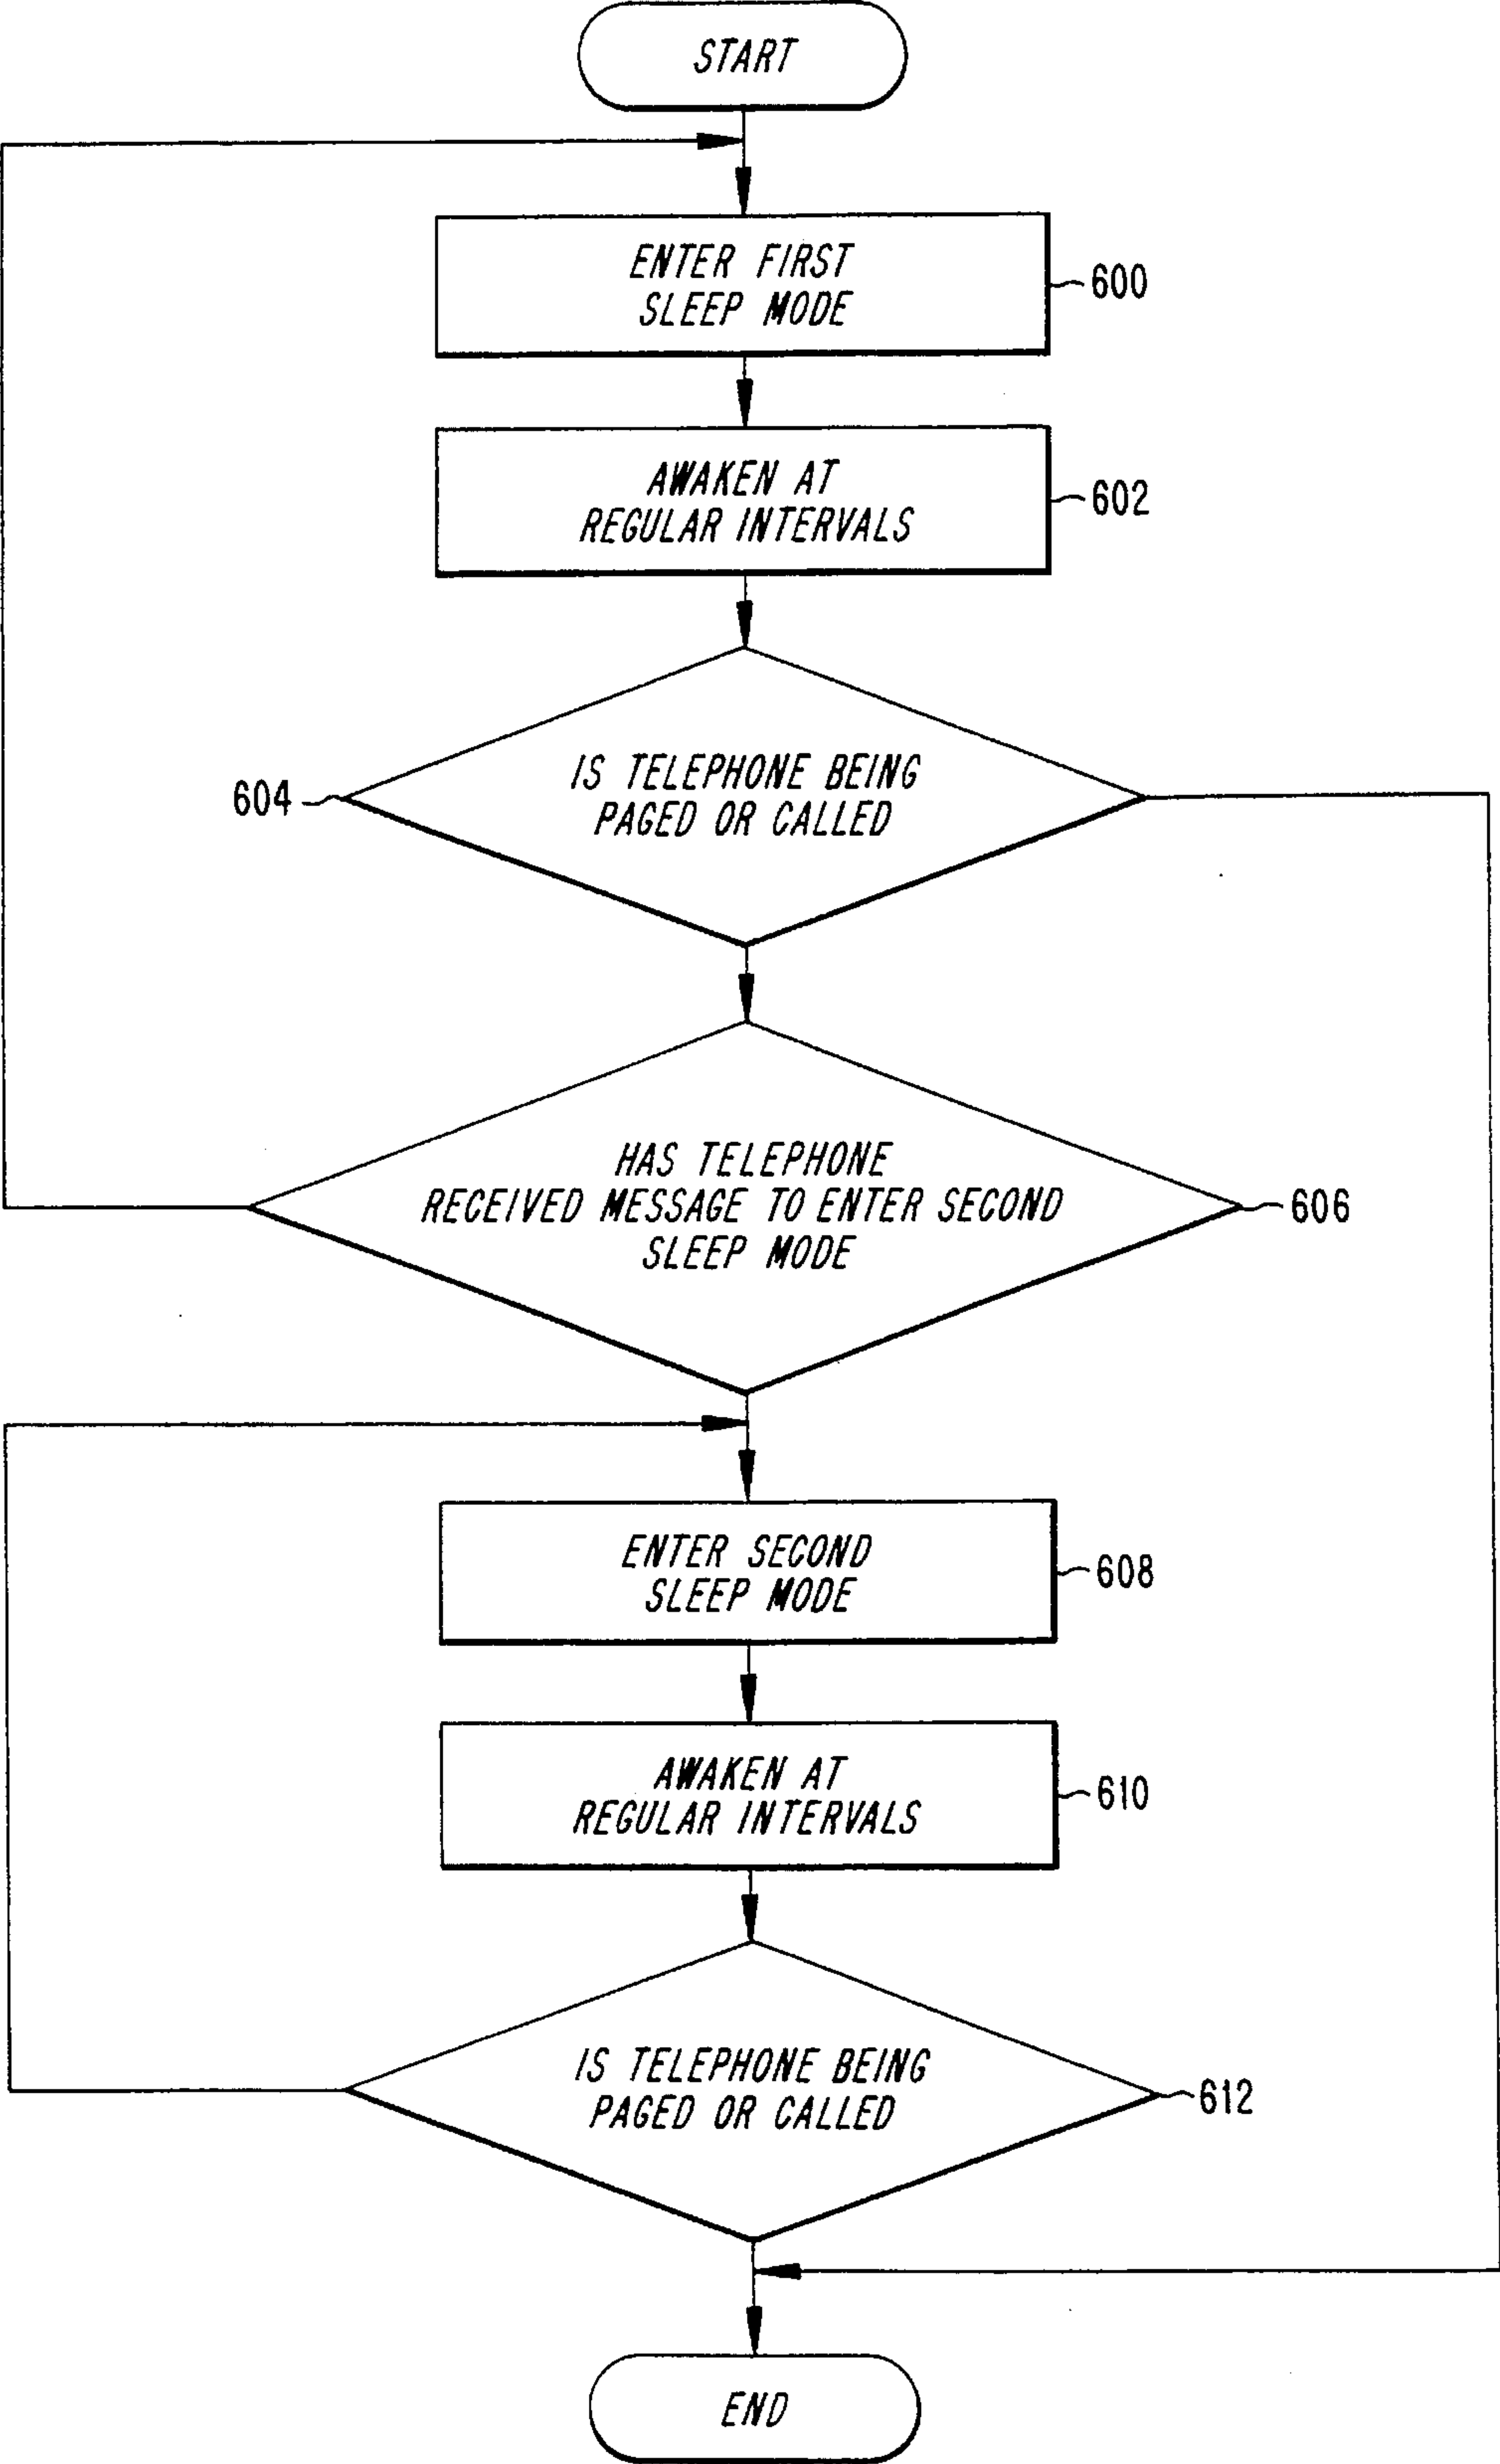 START
ENTER FIRST
SLEEP MODE
600
AWAKEN AT
REGULAR INTERVALS
602
IS TELEPHONE BEING
PAGED OR CALLED
604
HAS TELEPHONE
RECEIVED MESSAGE TO ENTER SECOND
SLEEP MODE
606
ENTER SECOND
SLEEP MODE
608
AWAKEN AT
REGULAR INTERVALS
610
IS TELEPHONE BEING
PAGED OR CALLED
612
END